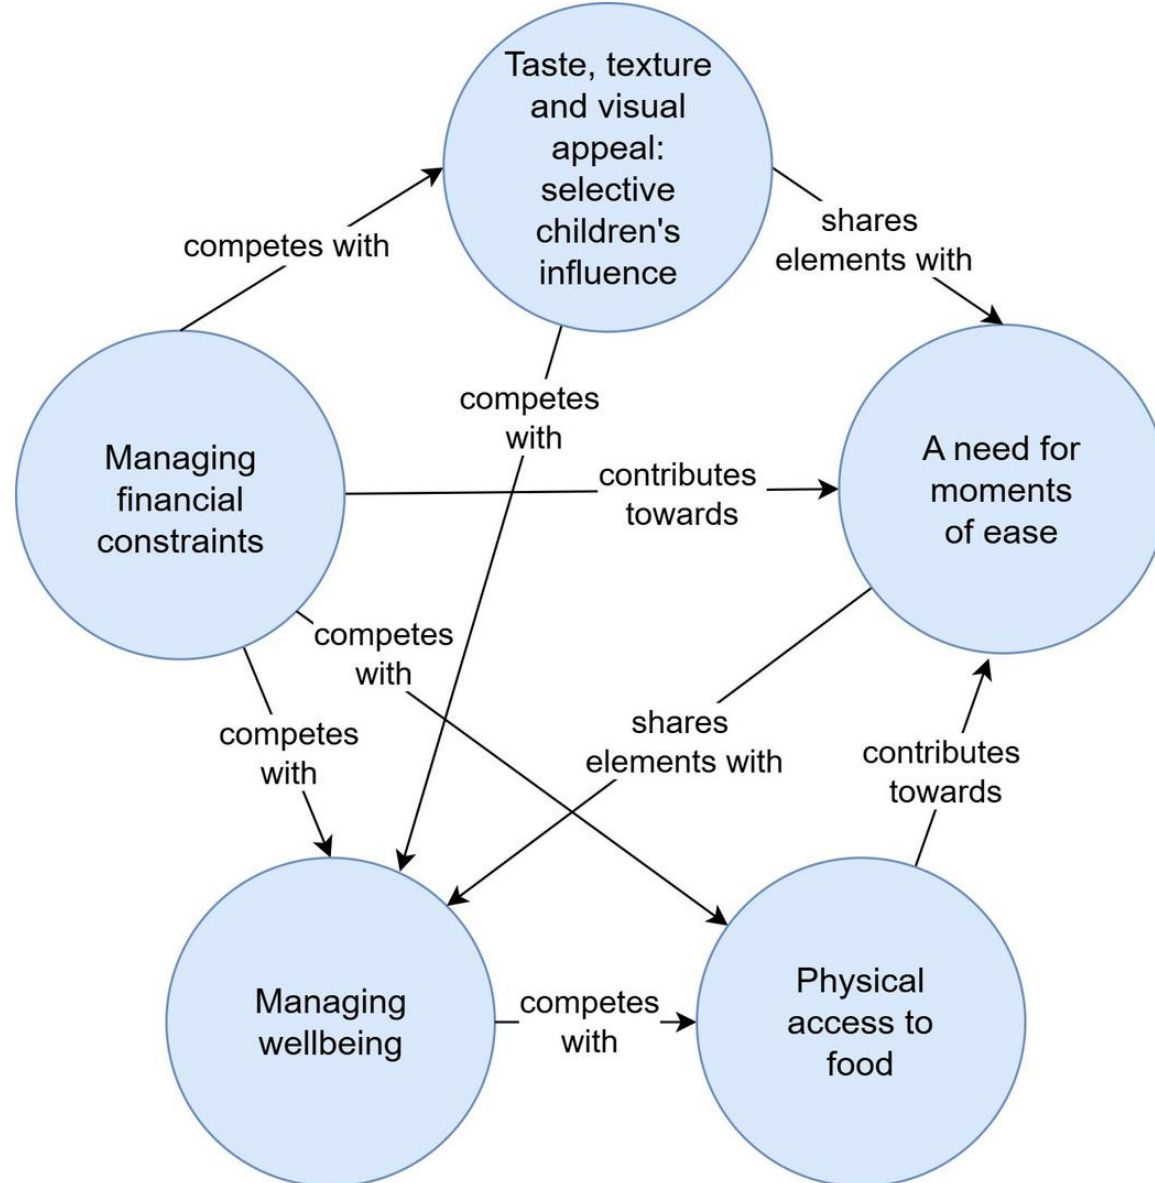 Taste, texture
and visual
appeal:
selective
children's
influence
competes with
shares
elements with
competes
with
Managing
financial
constraints
contributes
towards
A need for
moments
of ease
competes
with
competes
with
shares
elements with
contributes
towards
Managing
wellbeing
competes
with
Physical
access to
food